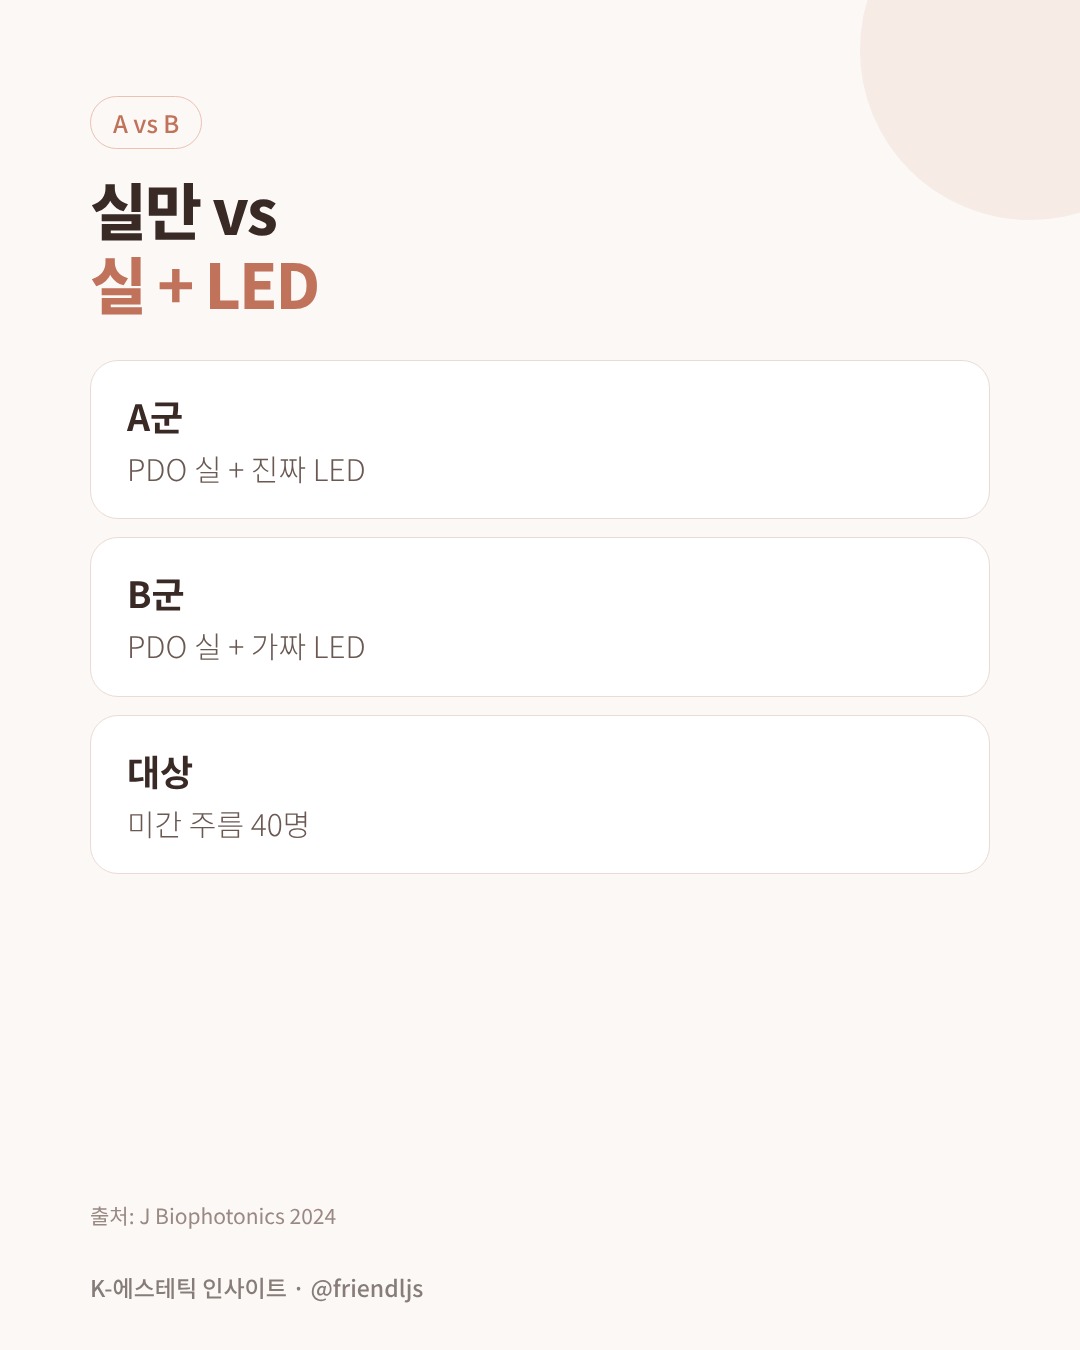 A vs B
실만 vs
실 + LED
A군
PDO 실 + 진짜 LED
B군
PDO 실 + 가짜 LED
대상
미간 주름 40명
출처: J Biophotonics 2024
K-에스테틱 인사이트 · @friendljs